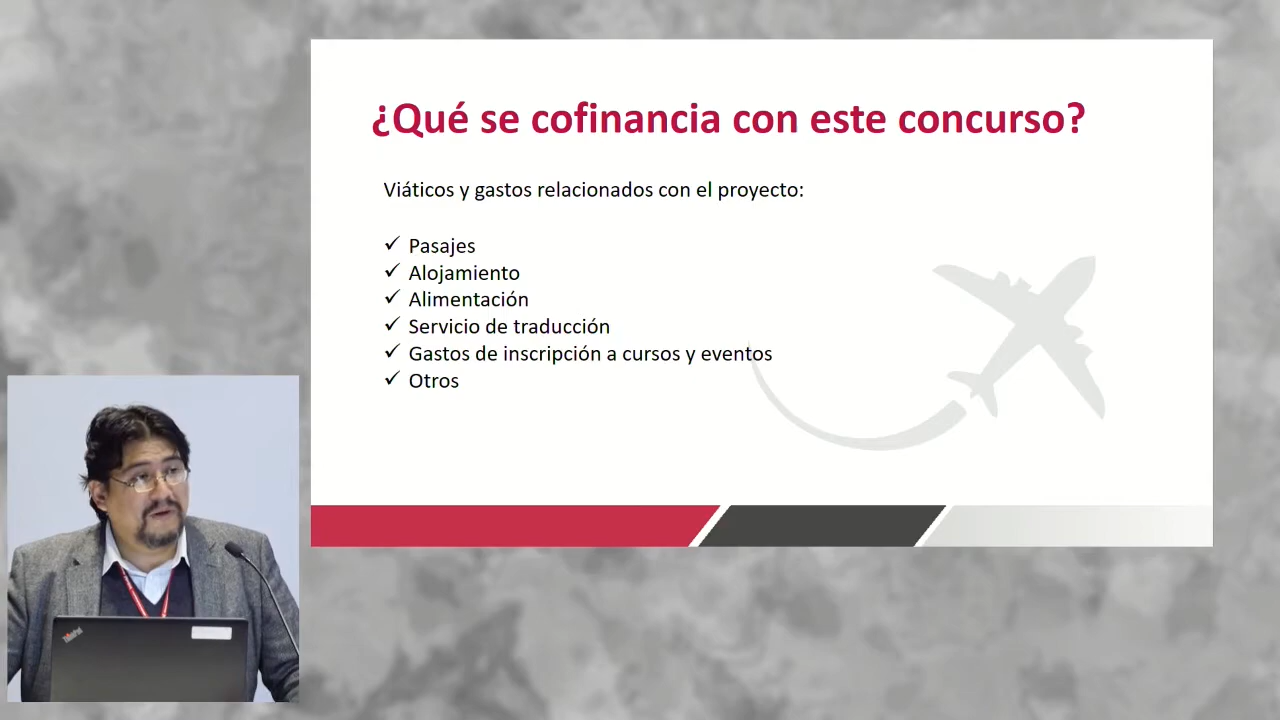 ¿Qué se cofinancia con este concurso?
Viáticos y gastos relacionados con el proyecto:
✓ Pasajes
✓ Alojamiento
✓ Alimentación
✓ Servicio de traducción
✓ Gastos de inscripción a cursos y eventos
✓ Otros
ThinkPad